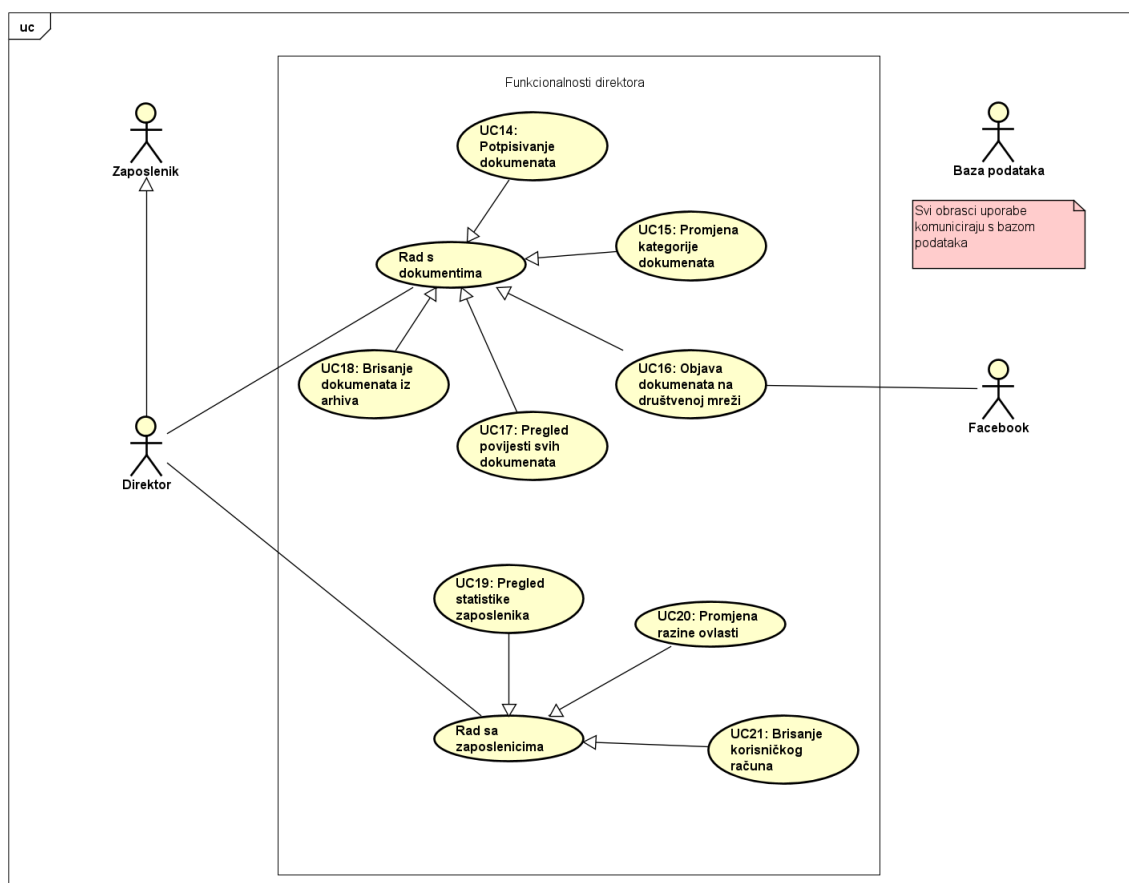 uc
Funkcionalnosti direktora
Zaposlenik
UC14:
Potpisivanje
dokumenata
Baza podataka
Svi obrasci uporabe
komuniciraju s bazom
podataka
UC15: Promjena
kategorije
dokumenata
Rad s
dokumentima
UC18: Brisanje
dokumenata iz
arhiva
UC16: Objava
dokumenata na
društvenoj mreži
UC17: Pregled
povijesti svih
dokumenata
Facebook
Direktor
UC19: Pregled
statistike
zaposlenika
UC20: Promjena
razine ovlasti
Rad sa
zaposlenicima
UC21: Brisanje
korisničkog
računa